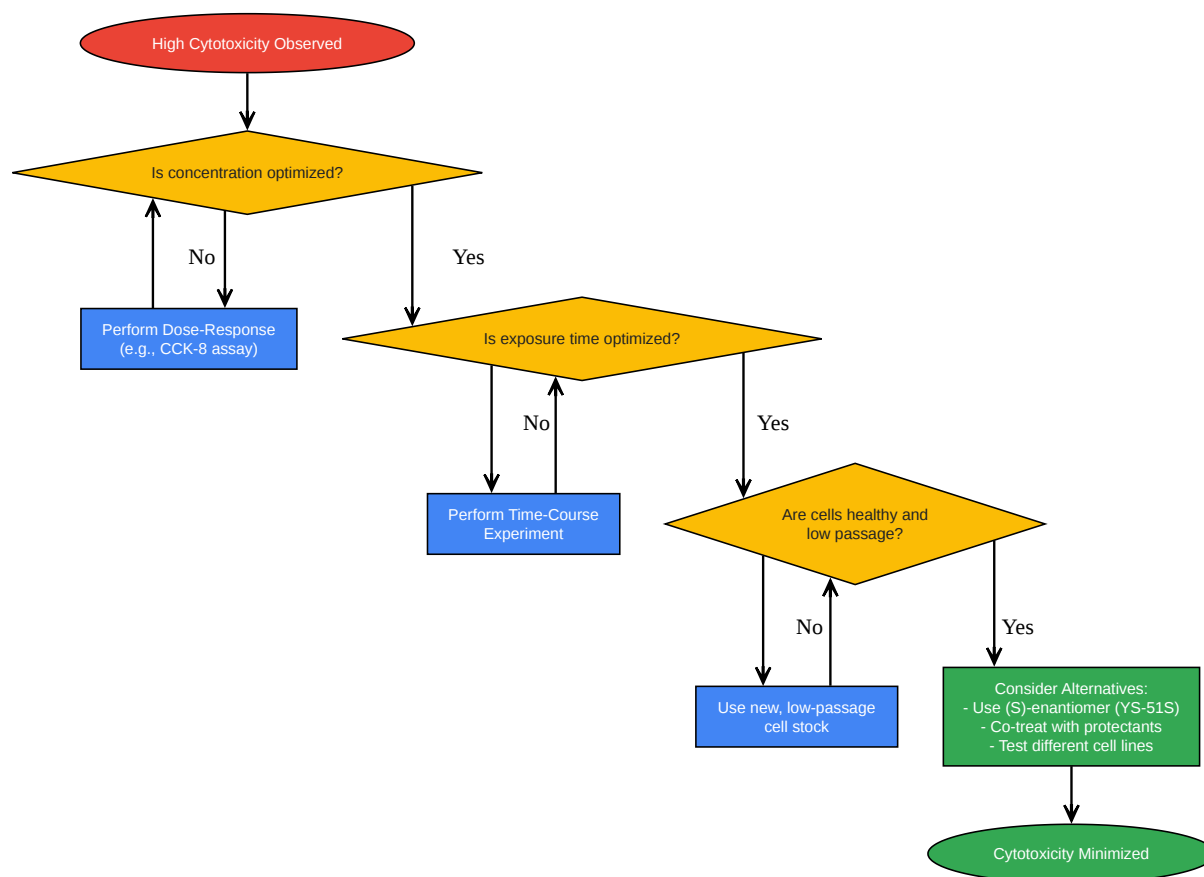 High Cytotoxicity Observed
Is concentration optimized?
No
Yes
Perform Dose-Response
(e.g., CCK-8 assay)
Is exposure time optimized?
No
Yes
Perform Time-Course
Experiment
Are cells healthy and
low passage?
No
Yes
Use new, low-passage
cell stock
Consider Alternatives:
- Use (S)-enantiomer (YS-51S)
- Co-treat with protectants
- Test different cell lines
Cytotoxicity Minimized